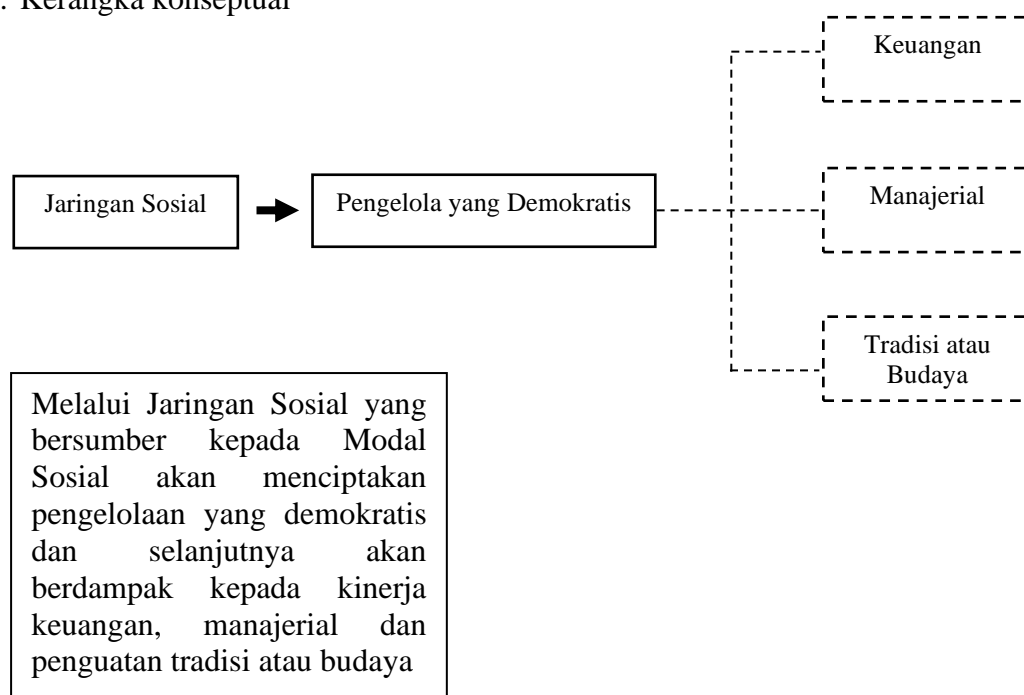 . Kerangka konseptual
Keuangan
Jaringan Sosial
Pengelola yang Demokratis
Manajerial
Tradisi atau
Budaya
Melalui Jaringan Sosial yang
bersumber kepada Modal
Sosial akan menciptakan
pengelolaan yang demokratis
dan selanjutnya akan
berdampak kepada kinerja
keuangan, manajerial dan
penguatan tradisi atau budaya